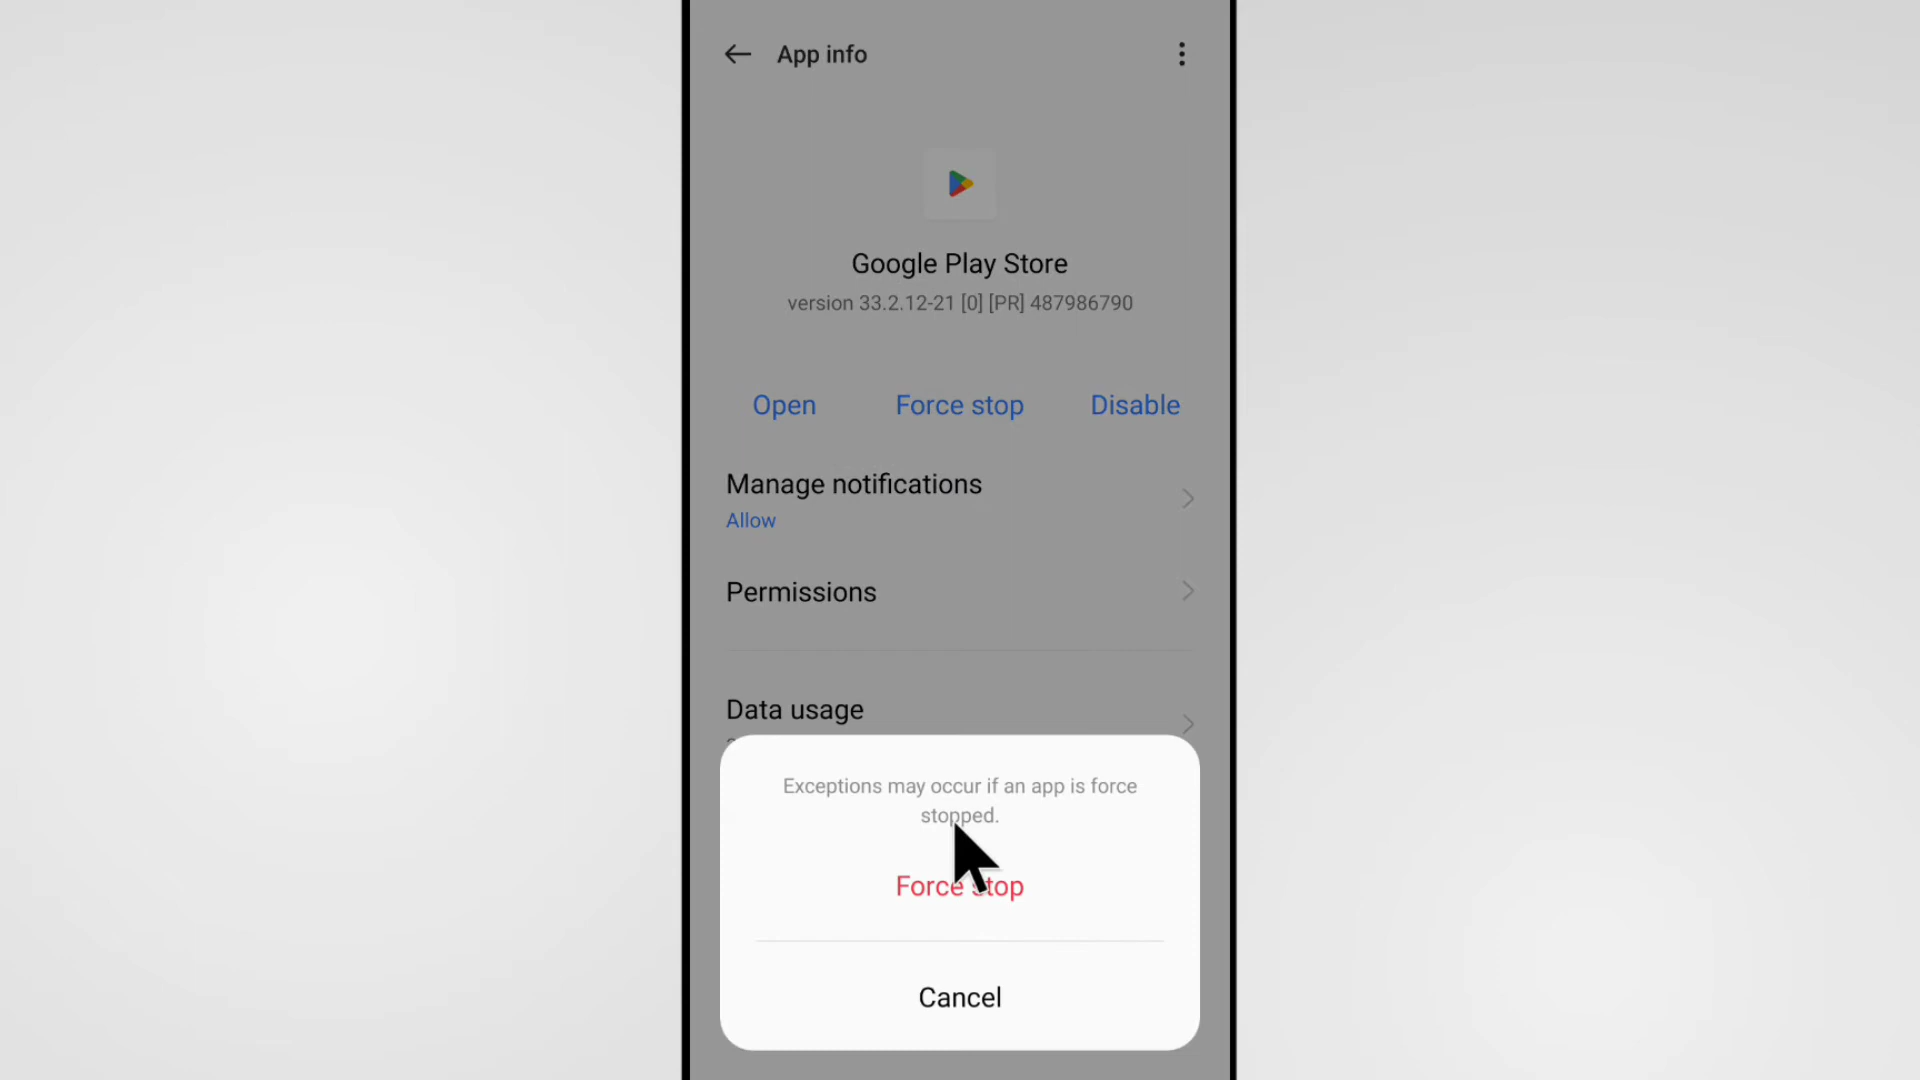 App info
Google Play Store
version 33.2.12-21 [0] [PR] 487986790
Open
Force stop
Disable
Manage notifications
Allow
Permissions
Data usage
Exceptions may occur if an app is force
stopped.
Force stop
Cancel